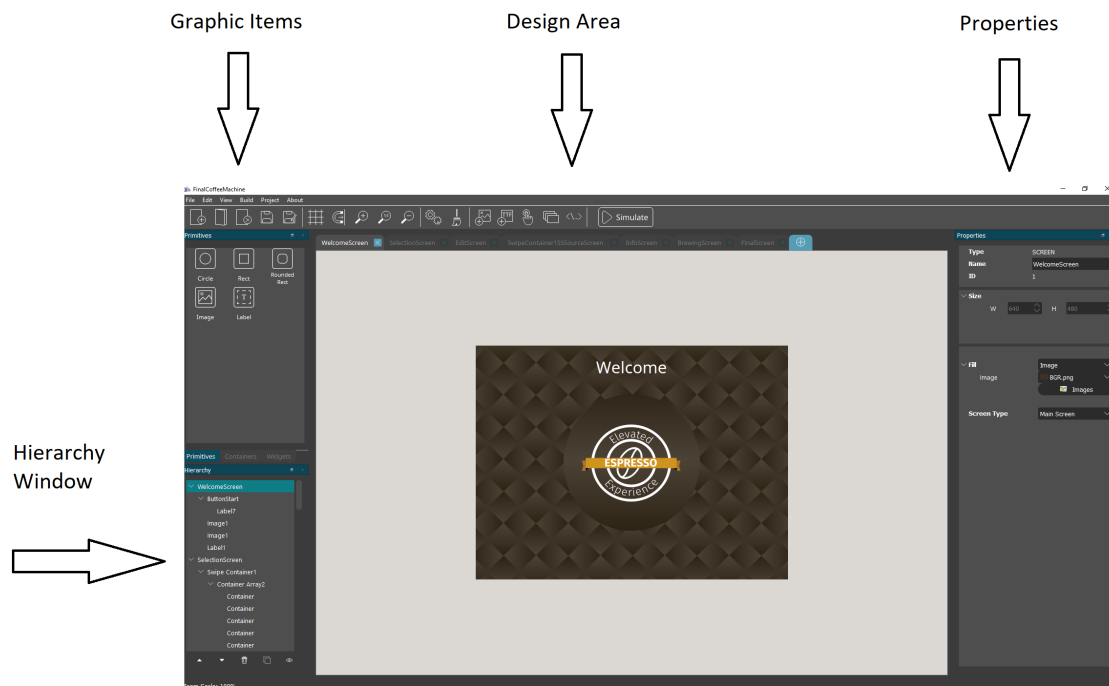 Graphic Items
Design Area
Properties
Hierarchy
Window
FinalCoffeeMachine
File Edit View Build Project About
Simulate
Primitives
Circle Rect Rounded
Rect
Image Label
Primitives Containers Widgets
Hierarchy
WelcomeScreen
ButtonStart
Label7
Image1
Image1
Label1
SelectionScreen
Swipe Container1
Container Array2
Container
Container
Container
Container
Container
WelcomeScreen SelectionScreen EditScreen SwipeContainer155SourceScreen InfoScreen BrewingScreen FinalScreen
Welcome
Elevated
ESPRESSO
Experience
Properties
Type SCREEN
Name WelcomeScreen
ID 1
Size
W 640 H 480
Fill Image
Image BGR.png
Images
Screen Type Main Screen